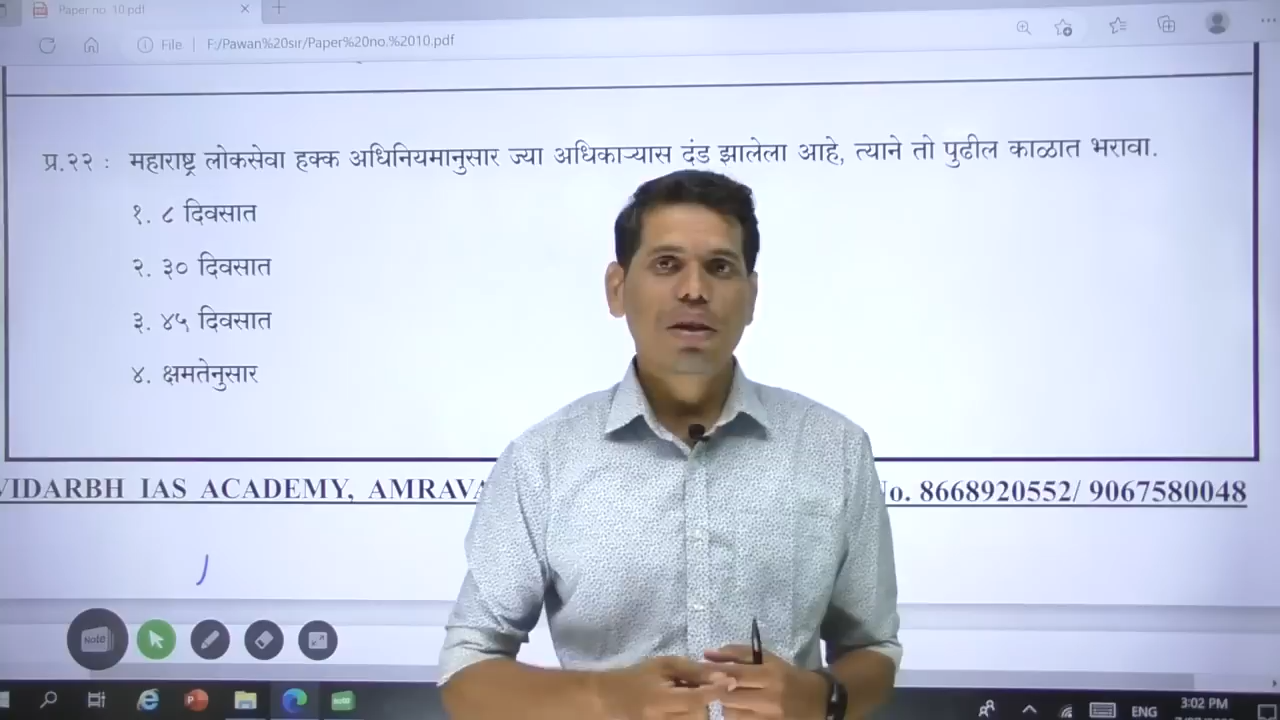 Paper no. 10.pdf
File F:/Pawan%20sir/Paper%20no.%2010.pdf
प्र.२२ : महाराष्ट्र लोकसेवा हक्क अधिनियमानुसार ज्या अधिकाऱ्यास दंड झालेला आहे, त्याने तो पुढील काळात भरावा.
१. ८ दिवसात
२. ३० दिवसात
३. ४५ दिवसात
४. क्षमतेनुसार
VIDARBH IAS ACADEMY, AMRAVA
No. 8668920552/ 9067580048
Note
ENG 3:02 PM